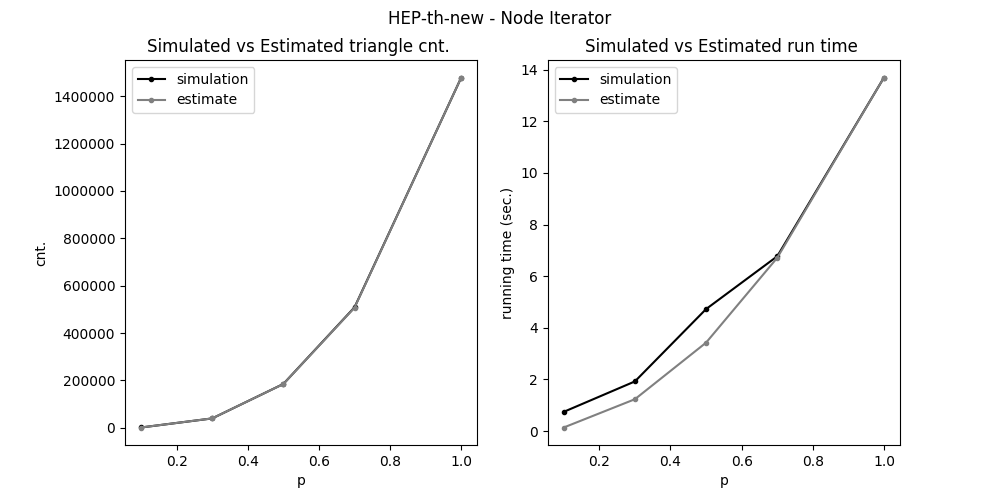 HEP-th-new - Node Iterator
Simulated vs Estimated triangle cnt.
simulation
estimate
1400000
1200000
1000000
800000
600000
400000
200000
0
cnt.
0.2 0.4 0.6 0.8 1.0
p
Simulated vs Estimated run time
simulation
estimate
14
12
10
8
6
4
2
0
running time (sec.)
0.2 0.4 0.6 0.8 1.0
p